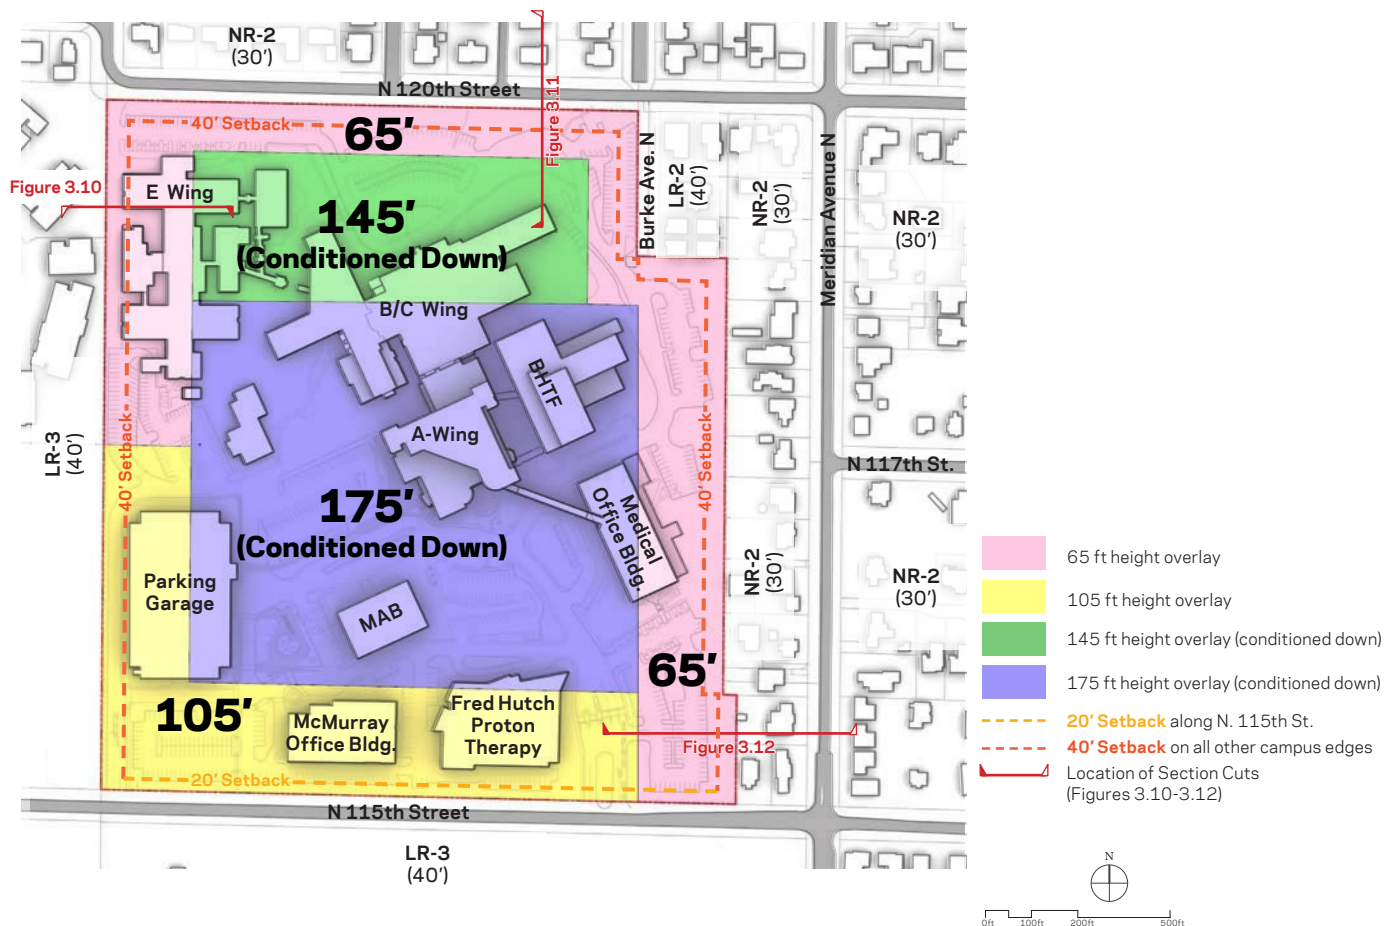 NR-2
(30')
N 120th Street
Figure 3.11
40' Setback
65'
Burke Ave. N
LR-2
(40')
NR-2
(30')
Meridian Avenue N
NR-2
(30')
Figure 3.10
E Wing
145'
(Conditioned Down)
B/C Wing
BHTF
A-Wing
LR-3
(40')
40' Setback
40' Setback
N 117th St.
175'
(Conditioned Down)
Medical
Office Bldg.
Parking
Garage
MAB
NR-2
(30')
NR-2
(30')
65'
105'
McMurray
Office Bldg.
Fred Hutch
Proton
Therapy
Figure 3.12
20' Setback
N 115th Street
LR-3
(40')
65 ft height overlay
105 ft height overlay
145 ft height overlay (conditioned down)
175 ft height overlay (conditioned down)
20' Setback along N. 115th St.
40' Setback on all other campus edges
Location of Section Cuts
(Figures 3.10-3.12)
N
0ft 100ft 200ft 500ft